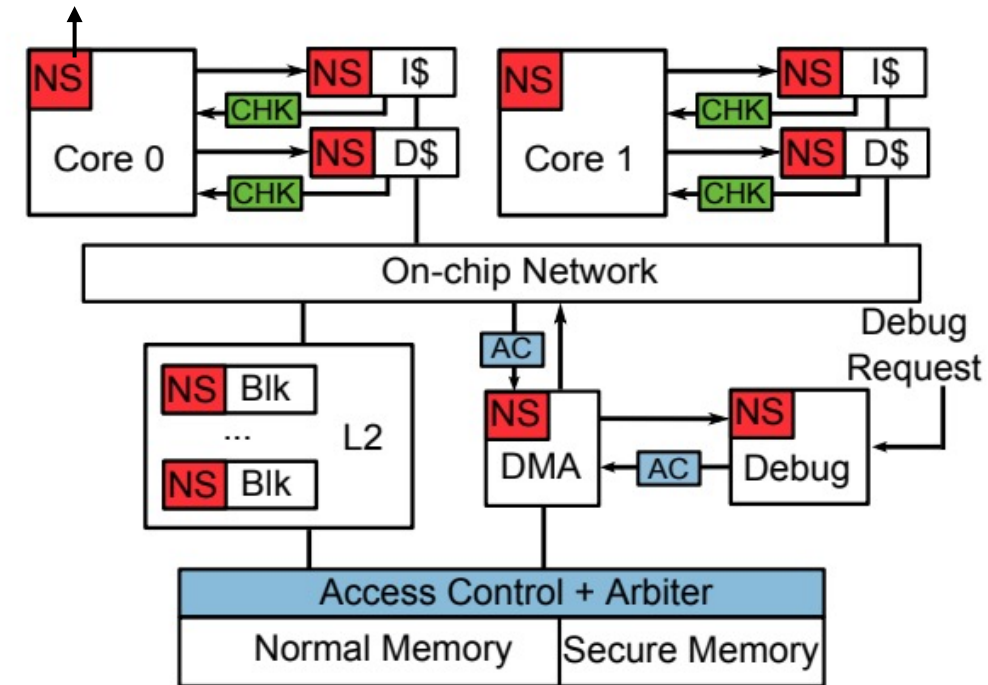 NS
Core 0
NS I$
CHK
NS D$
CHK
NS
Core 1
NS I$
CHK
NS D$
CHK
On-chip Network
NS Blk
...
NS Blk
L2
AC
NS
DMA
AC
NS
Debug
Debug
Request
Access Control + Arbiter
Normal Memory
Secure Memory